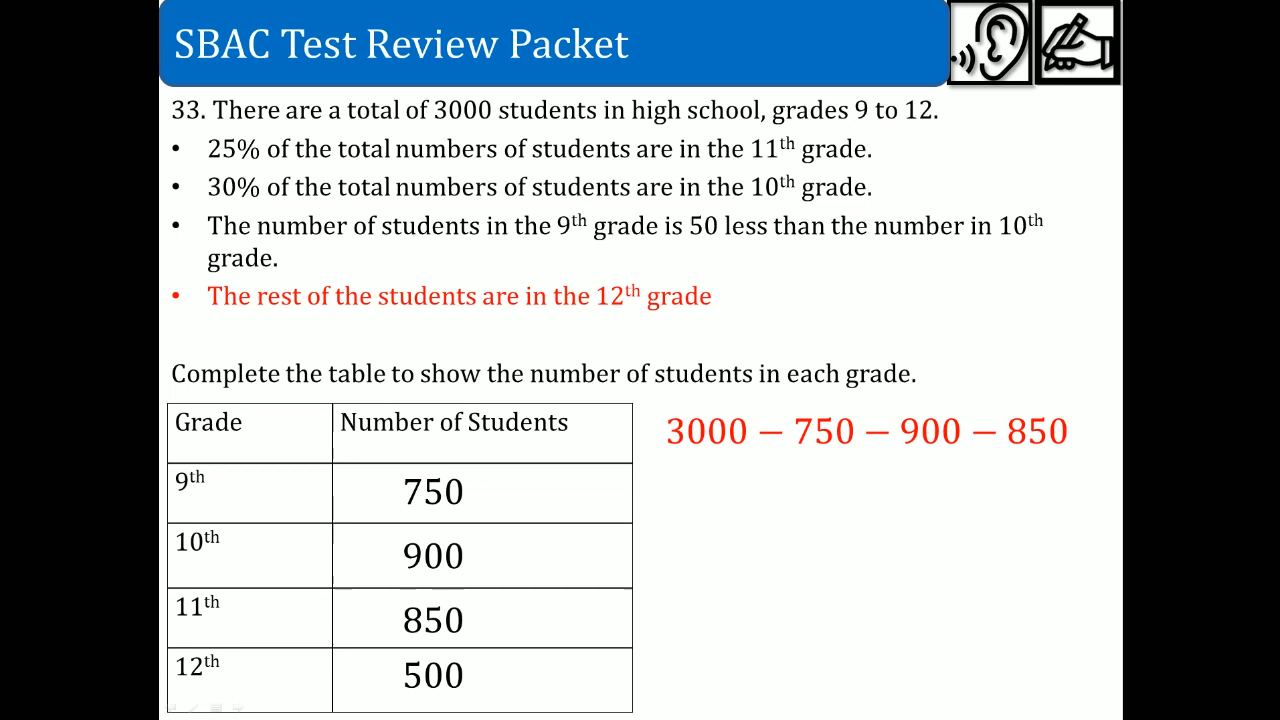 SBAC Test Review Packet
33. There are a total of 3000 students in high school, grades 9 to 12.
• 25% of the total numbers of students are in the 11th grade.
• 30% of the total numbers of students are in the 10th grade.
• The number of students in the 9th grade is 50 less than the number in 10th
grade.
• The rest of the students are in the 12th grade
Complete the table to show the number of students in each grade.
Grade Number of Students
3000 − 750 − 900 − 850
9th 750
10th 900
11th 850
12th 500